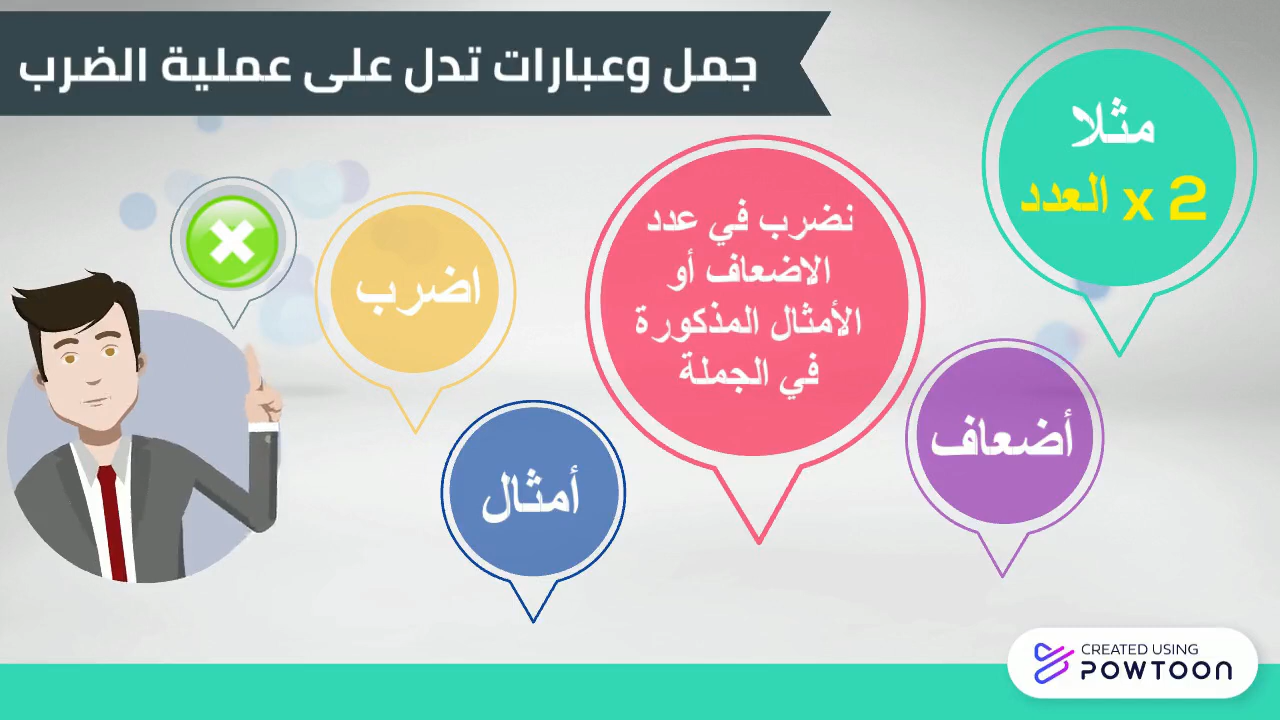 جمل وعبارات تدل على عملية الضرب
مثلا
2 x العدد
نضرب في عدد
الاضعاف أو
الأمثال المذكورة
في الجملة
اضرب
أضعاف
أمثال
CREATED USING
POWTOON